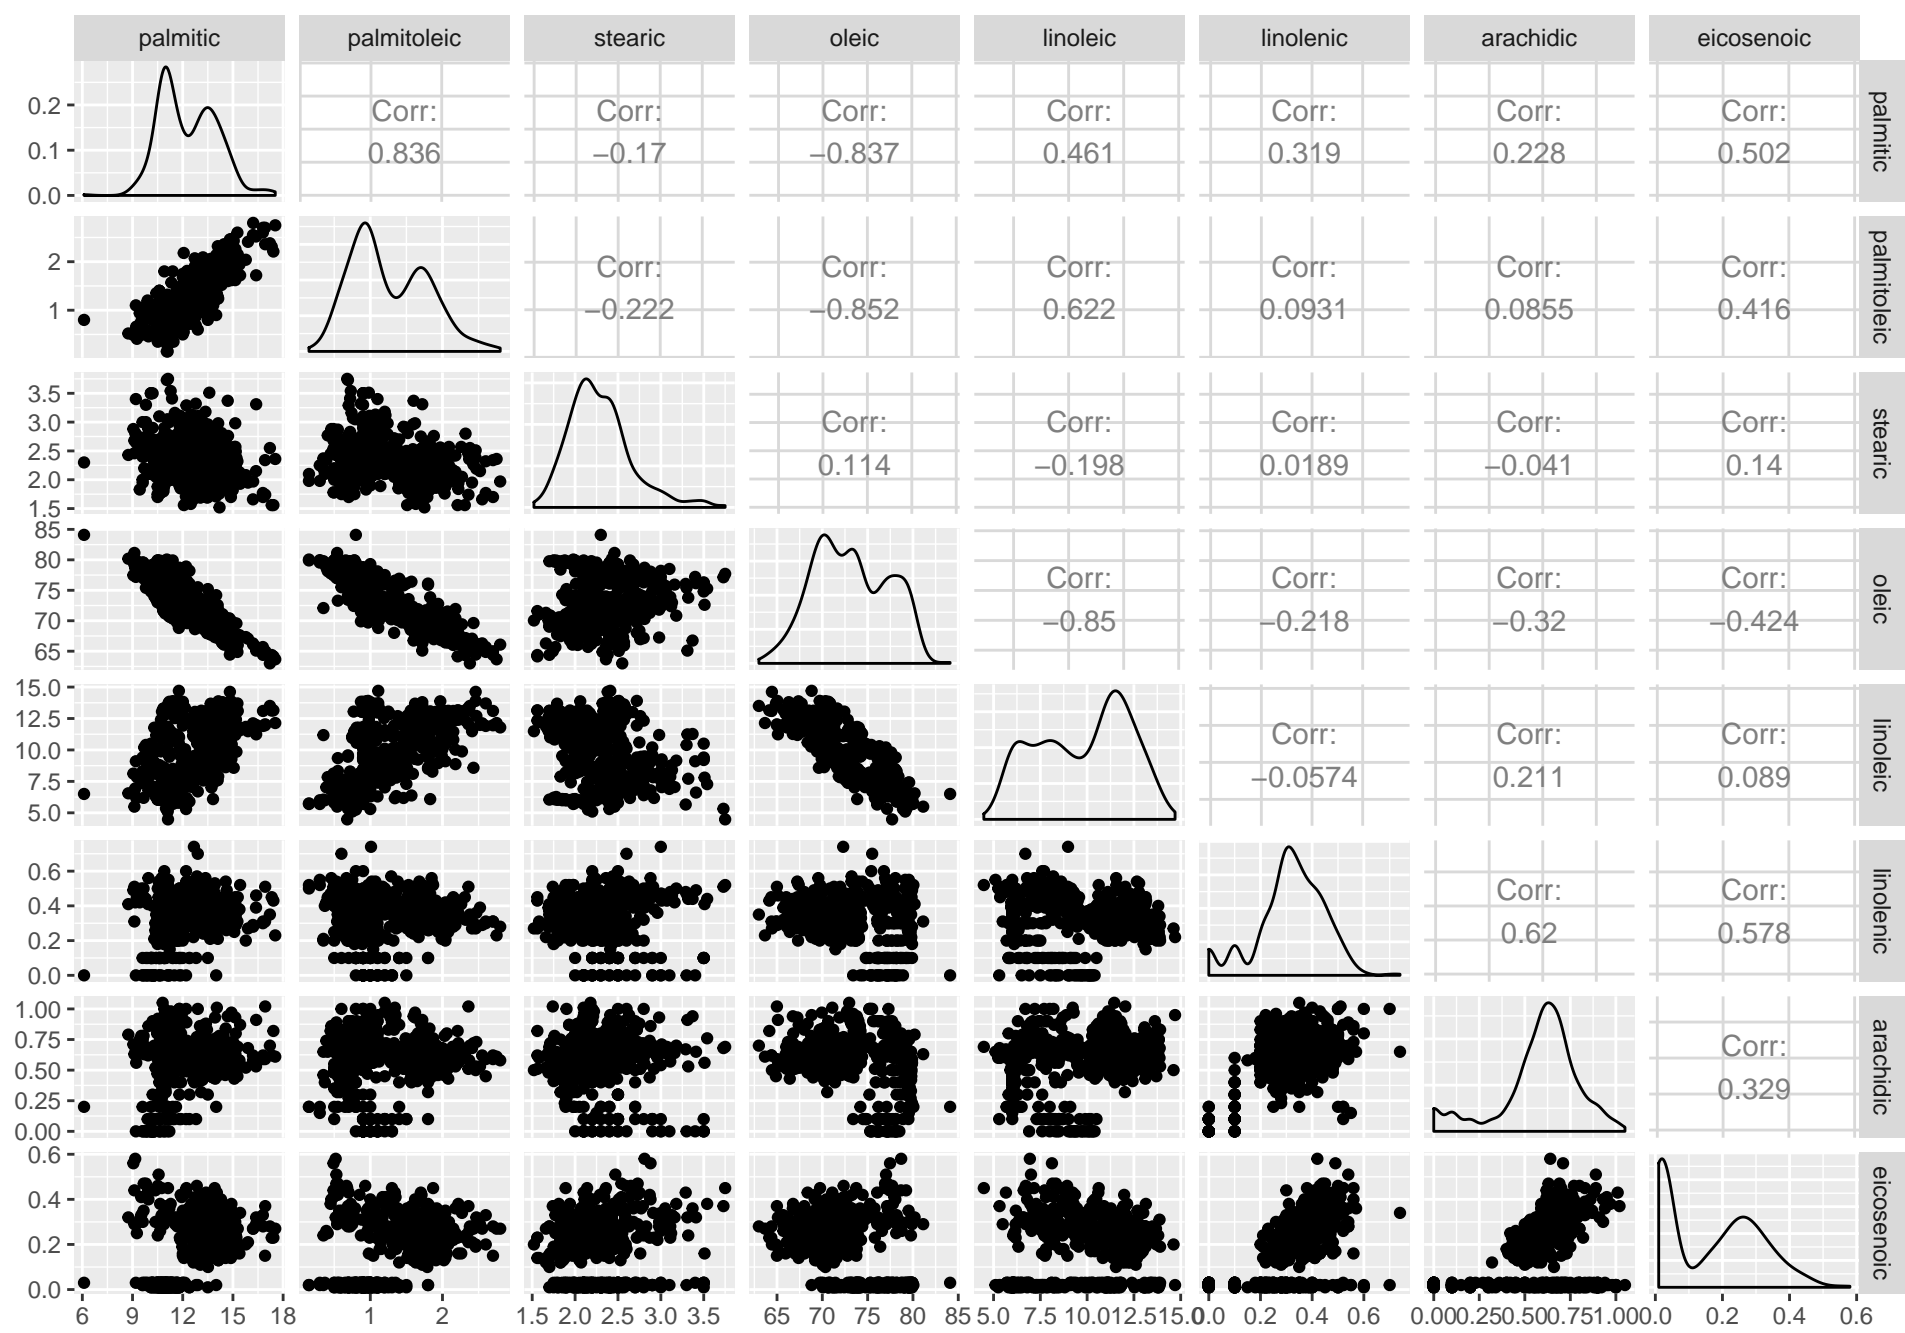 palmitic palmitoleic stearic oleic linoleic linolenic arachidic eicosenoic
0.2
0.1
0.0
Corr: Corr: Corr: Corr: Corr: Corr: Corr:
0.836 −0.17 −0.837 0.461 0.319 0.228 0.502
palmitic
2
1
Corr: Corr: Corr: Corr: Corr: Corr:
−0.222 −0.852 0.622 0.0931 0.0855 0.416
palmitoleic
3.5
3.0
2.5
2.0
1.5
Corr: Corr: Corr: Corr: Corr:
0.114 −0.198 0.0189 −0.041 0.14
stearic
85
80
75
70
65
Corr: Corr: Corr: Corr:
−0.85 −0.218 −0.32 −0.424
oleic
15.0
12.5
10.0
7.5
5.0
Corr: Corr: Corr:
−0.0574 0.211 0.089
linoleic
0.6
0.4
0.2
0.0
Corr: Corr:
0.62 0.578
linolenic
1.00
0.75
0.50
0.25
0.00
Corr:
0.329
arachidic
0.6
0.4
0.2
0.0
eicosenoic
6 9 12 15 18 1 2 1.5 2.0 2.5 3.0 3.5 65 70 75 80 85 5.0 7.5 10.0 12.5 15.0 0.0 0.2 0.4 0.6 0.00 0.25 0.50 0.75 1.00 0.0 0.2 0.4 0.6